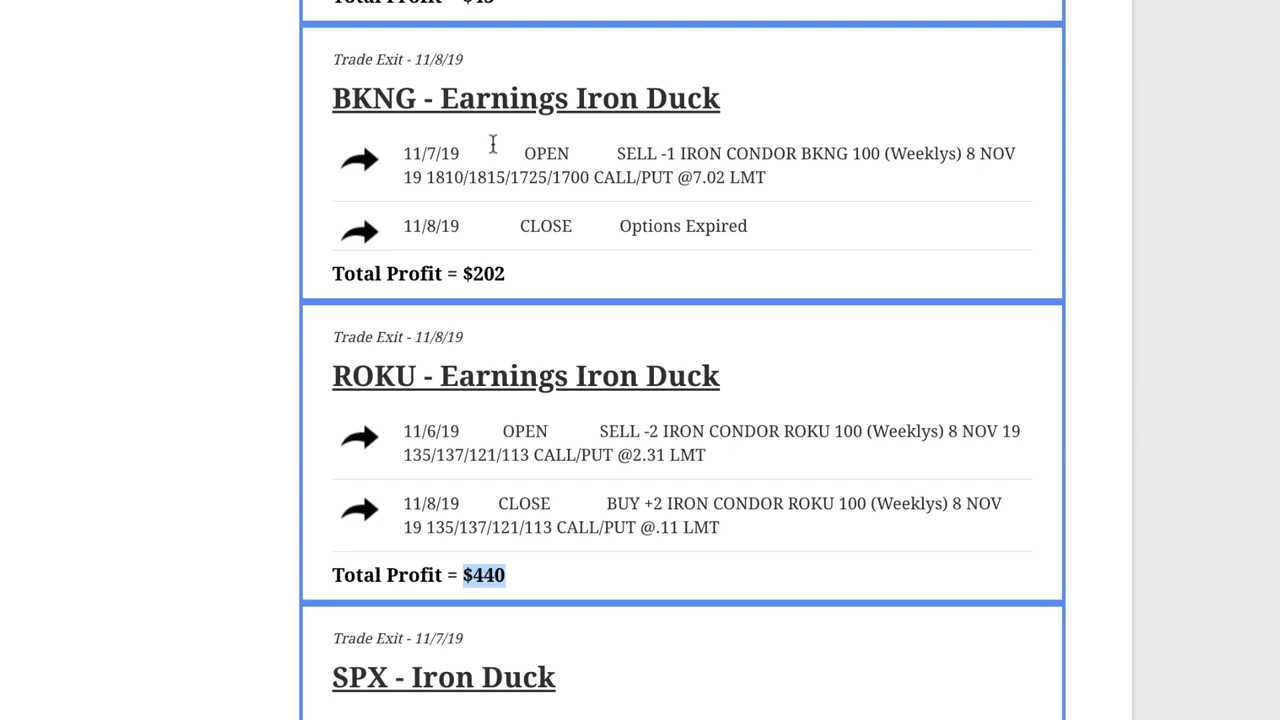 Total Profit = $45
Trade Exit - 11/8/19
BKNG - Earnings Iron Duck
11/7/19 OPEN SELL -1 IRON CONDOR BKNG 100 (Weeklys) 8 NOV
19 1810/1815/1725/1700 CALL/PUT @7.02 LMT
11/8/19 CLOSE Options Expired
Total Profit = $202
Trade Exit - 11/8/19
ROKU - Earnings Iron Duck
11/6/19 OPEN SELL -2 IRON CONDOR ROKU 100 (Weeklys) 8 NOV 19
135/137/121/113 CALL/PUT @2.31 LMT
11/8/19 CLOSE BUY +2 IRON CONDOR ROKU 100 (Weeklys) 8 NOV
19 135/137/121/113 CALL/PUT @.11 LMT
Total Profit = $440
Trade Exit - 11/7/19
SPX - Iron Duck